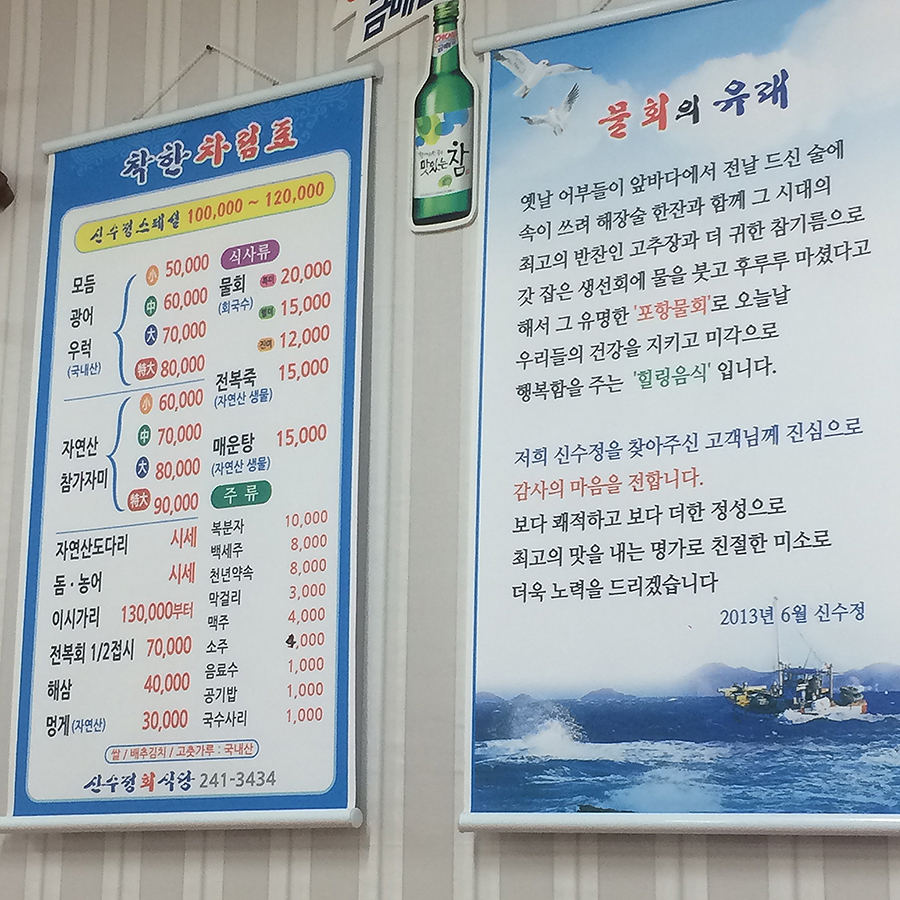 착한 차림표
신수정스페셜 100,000 ~ 120,000
모듬
광어
우럭
(국내산)
小 50,000
中 60,000
大 70,000
特大 80,000
자연산
참가자미
小 60,000
中 70,000
大 80,000
特大 90,000
자연산도다리 시세
돔·농어 시세
이시가리 130,000부터
전복회 1/2접시 70,000
해삼 40,000
멍게(자연산) 30,000
식사류
물회 20,000
(회국수) 15,000
12,000
전복죽 15,000
(자연산 생물)
매운탕 15,000
(자연산 생물)
주 류
복분자 10,000
백세주 8,000
천년약속 8,000
막걸리 3,000
맥주 4,000
소주 4,000
음료수 1,000
공기밥 1,000
국수사리 1,000
쌀 / 배추김치 / 고춧가루 : 국내산
신수정회식당 241-3434
맛있는 참
물회의 유래
옛날 어부들이 앞바다에서 전날 드신 술에
속이 쓰려 해장술 한잔과 함께 그 시대의
최고의 반찬인 고추장과 더 귀한 참기름으로
갓 잡은 생선회에 물을 붓고 후루루 마셨다고
해서 그 유명한 '포항물회'로 오늘날
우리들의 건강을 지키고 미각으로
행복함을 주는 '힐링음식' 입니다.
저희 신수정을 찾아주신 고객님께 진심으로
감사의 마음을 전합니다.
보다 쾌적하고 보다 더한 정성으로
최고의 맛을 내는 명가로 친절한 미소로
더욱 노력을 드리겠습니다
2013년 6월 신수정